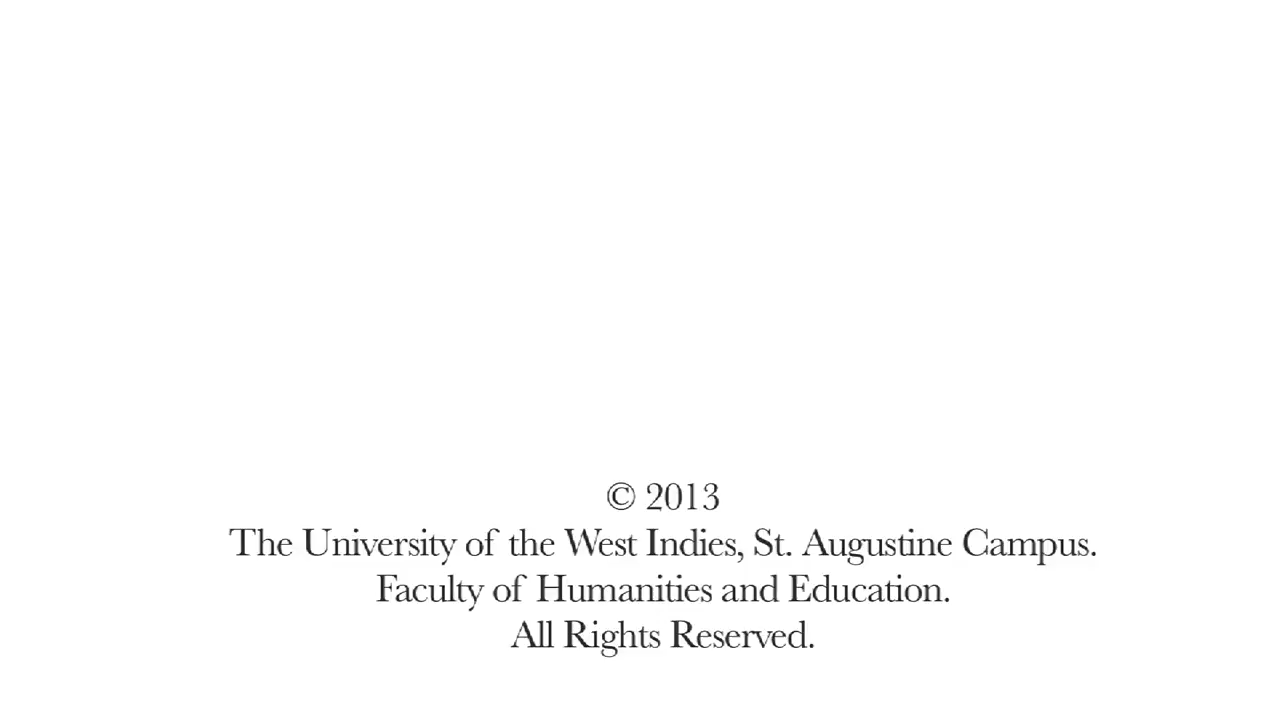 © 2013
The University of the West Indies, St. Augustine Campus.
Faculty of Humanities and Education.
All Rights Reserved.